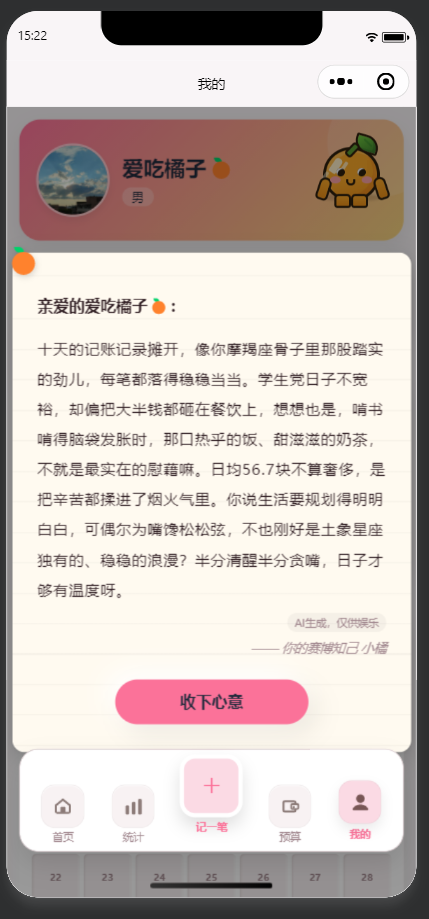 15:22
我的
爱吃橘子🍊
男
亲爱的爱吃橘子🍊：
十天的记账记录摊开，像你摩羯座骨子里那股踏实
的劲儿，每笔都落得稳稳当当。学生党日子不宽
裕，却偏把大半钱都砸在餐饮上，想想也是，啃书
啃得脑袋发胀时，那口热乎的饭、甜滋滋的奶茶，
不就是最实在的慰藉嘛。日均56.7块不算奢侈，是
把辛苦都揉进了烟火气里。你说生活要规划得明明
白白，可偶尔为嘴馋松松弦，不也刚好是土象星座
独有的、稳稳的浪漫？半分清醒半分贪嘴，日子才
够有温度呀。
AI生成，仅供娱乐
—— 你的赛博知己 小橘
收下心意
首页
统计
记一笔
预算
我的
22 23 24 25 26 27 28